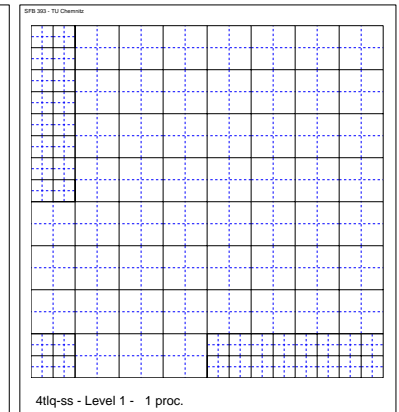 SFB 393 - TU Chemnitz
4tlq-ss - Level 1 - 1 proc.